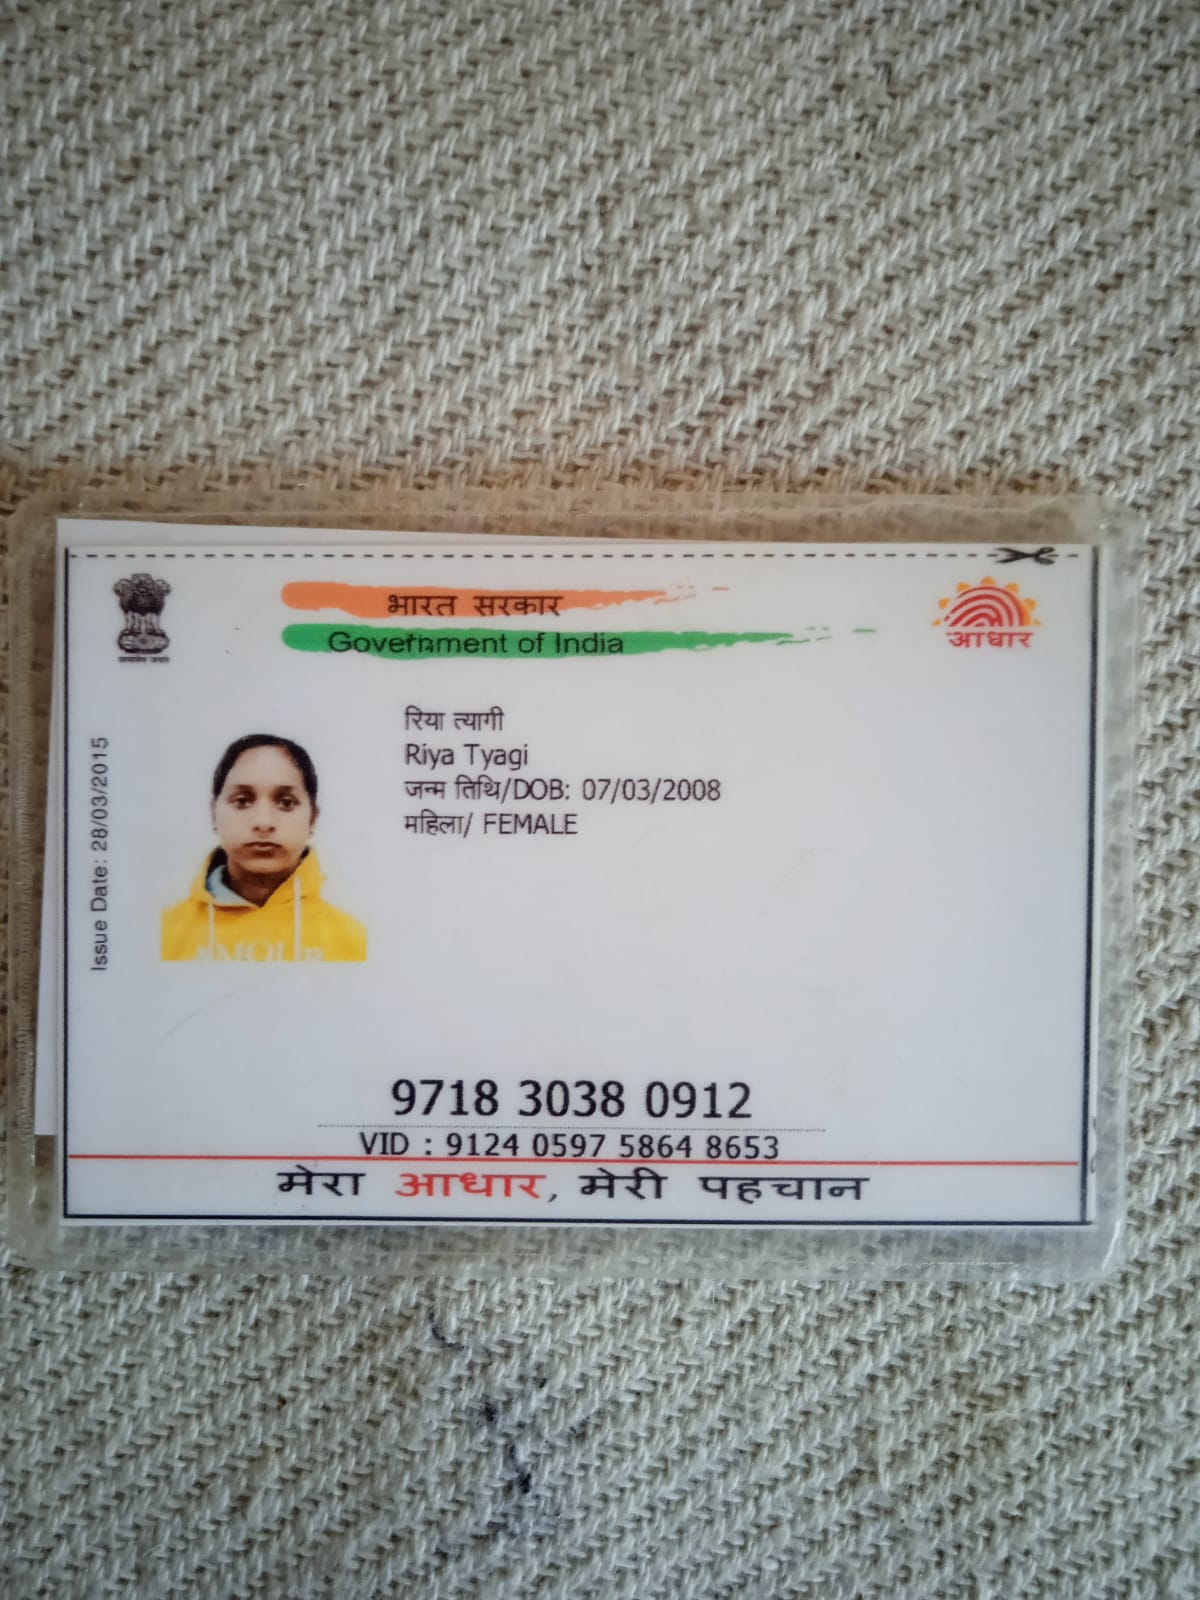 भारत सरकार
Government of India
आधार
Issue Date: 28/03/2015
रिया त्यागी
Riya Tyagi
जन्म तिथि/DOB: 07/03/2008
महिला/ FEMALE
9718 3038 0912
VID : 9124 0597 5864 8653
मेरा आधार, मेरी पहचान